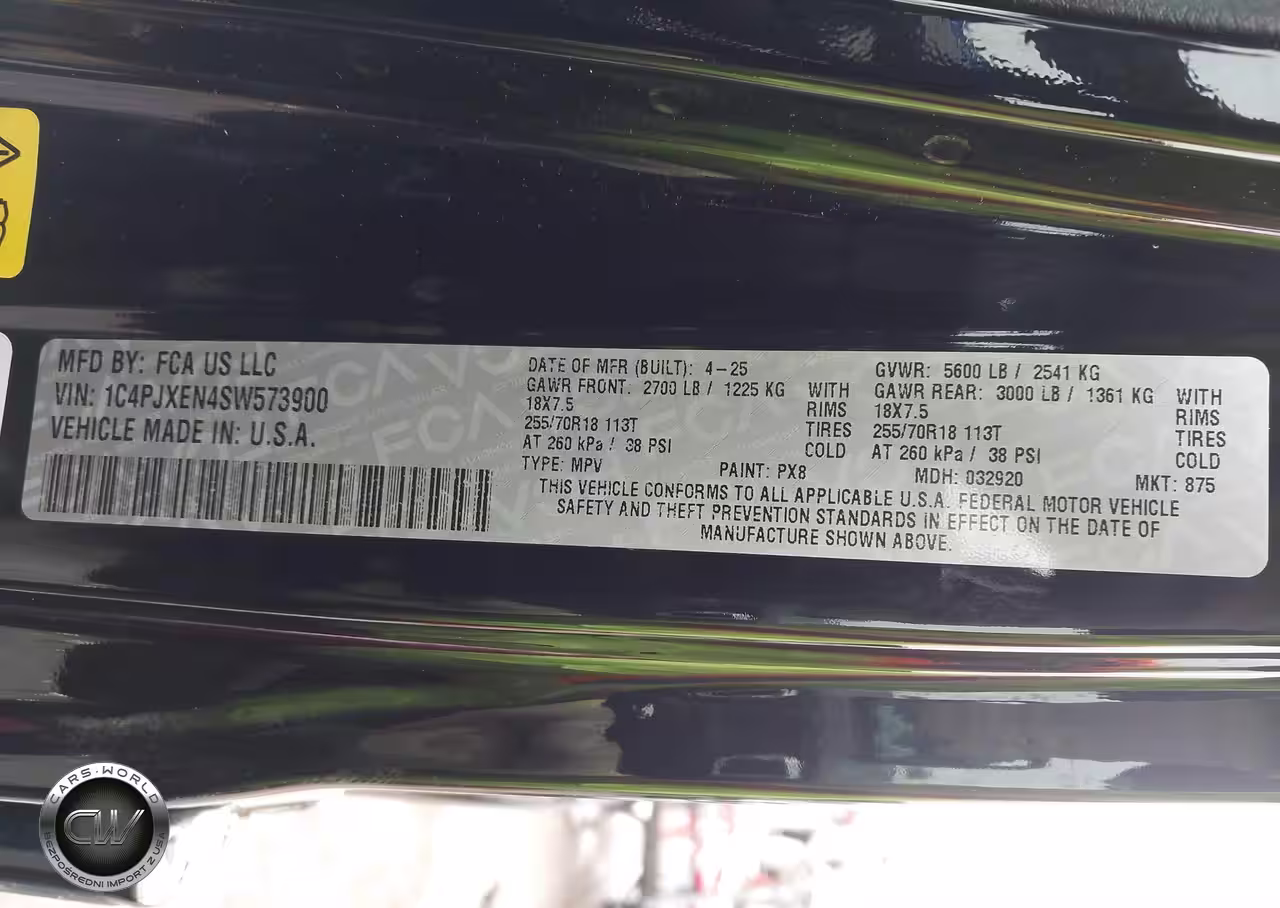 MFD BY: FCA US LLC
VIN: 1C4PJXEN4SW573900
VEHICLE MADE IN: U.S.A.
DATE OF MFR (BUILT): 4-25
GVWR: 5600 LB / 2541 KG
GAWR FRONT: 2700 LB / 1225 KG WITH
18X7.5 RIMS
255/70R18 113T TIRES
AT 260 kPa / 38 PSI COLD
GAWR REAR: 3000 LB / 1361 KG WITH
18X7.5 RIMS
255/70R18 113T TIRES
AT 260 kPa / 38 PSI COLD
TYPE: MPV PAINT: PX8 MDH: 032920 MKT: 875
THIS VEHICLE CONFORMS TO ALL APPLICABLE U.S.A. FEDERAL MOTOR VEHICLE
SAFETY AND THEFT PREVENTION STANDARDS IN EFFECT ON THE DATE OF
MANUFACTURE SHOWN ABOVE.
CARS-WORLD
CW
BEZPOŚREDNI IMPORT Z USA